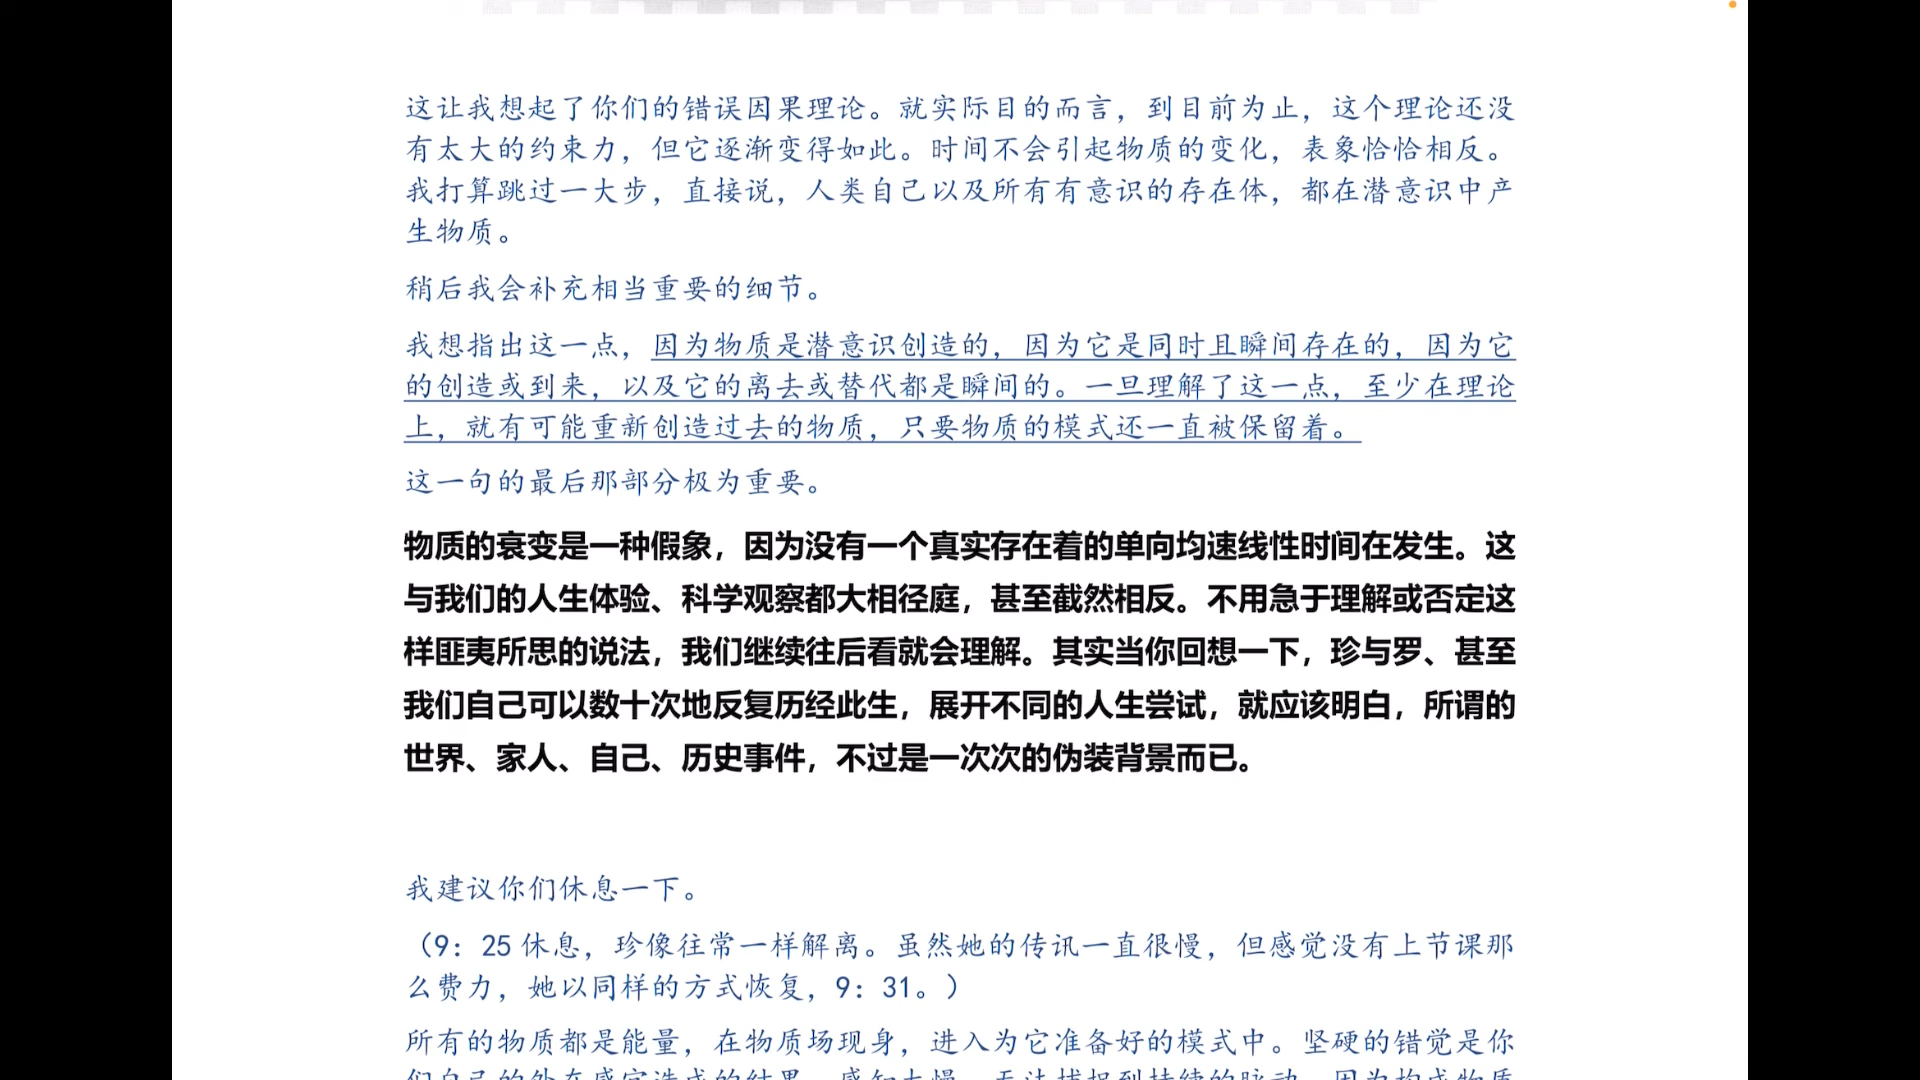 这让我想起了你们的错误因果理论。就实际目的而言，到目前为止，这个理论还没
有太大的约束力，但它逐渐变得如此。时间不会引起物质的变化，表象恰恰相反。
我打算跳过一大步，直接说，人类自己以及所有有意识的存在体，都在潜意识中产
生物质。
稍后我会补充相当重要的细节。
我想指出这一点，因为物质是潜意识创造的，因为它是同时且瞬间存在的，因为它
的创造或到来，以及它的离去或替代都是瞬间的。一旦理解了这一点，至少在理论
上，就有可能重新创造过去的物质，只要物质的模式还一直被保留着。
这一句的最后那部分极为重要。
物质的衰变是一种假象，因为没有一个真实存在着的单向均速线性时间在发生。这
与我们的人生体验、科学观察都大相径庭，甚至截然相反。不用急于理解或否定这
样匪夷所思的说法，我们继续往后看就会理解。其实当你回想一下，珍与罗、甚至
我们自己可以数十次地反复历经此生，展开不同的人生尝试，就应该明白，所谓的
世界、家人、自己、历史事件，不过是一次次的伪装背景而已。
我建议你们休息一下。
（9：25 休息，珍像往常一样解离。虽然她的传讯一直很慢，但感觉没有上节课那
么费力，她以同样的方式恢复，9：31。）
所有的物质都是能量，在物质场现身，进入为它准备好的模式中。坚硬的错觉是你